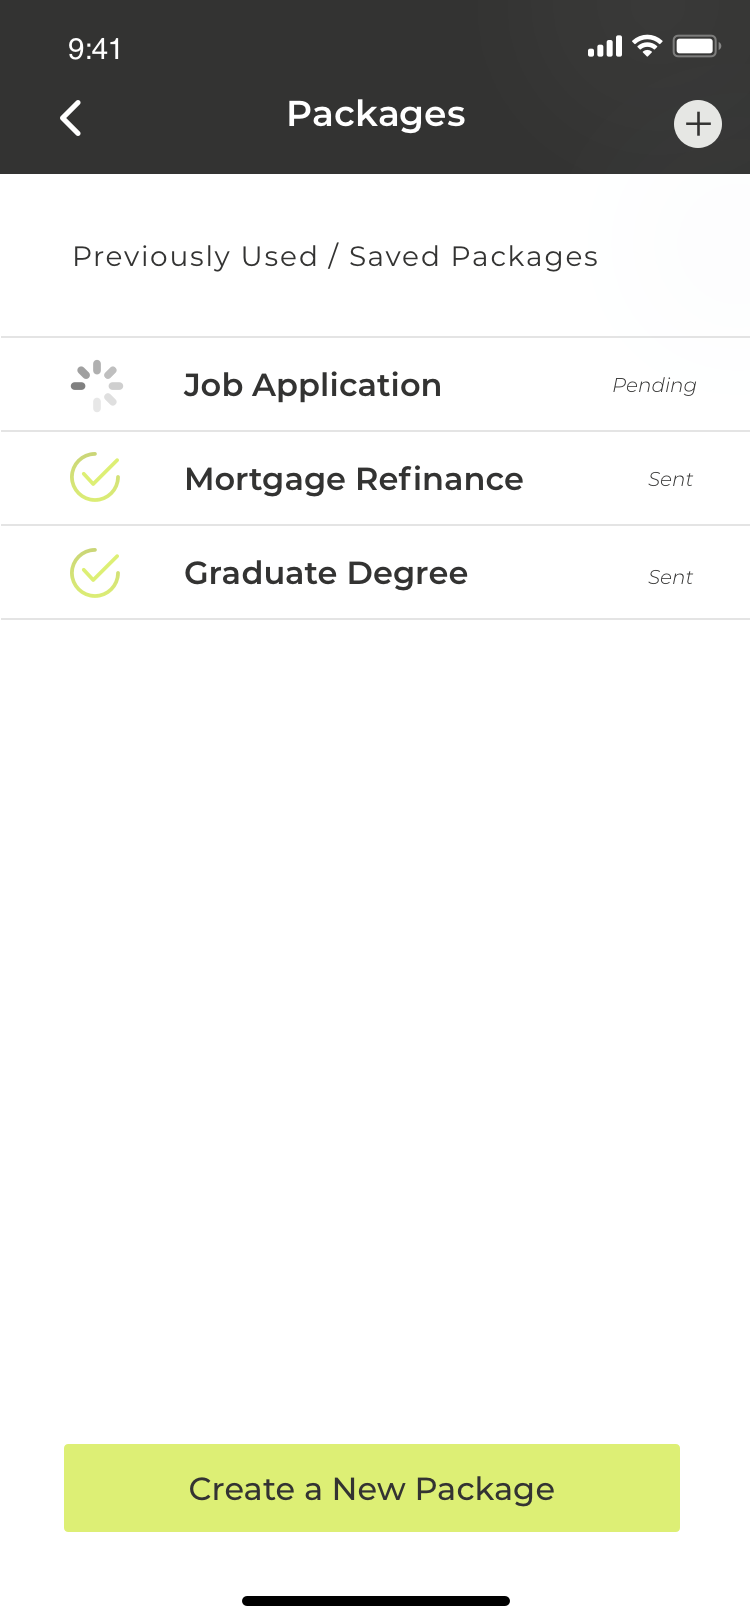 9:41
Packages
Previously Used / Saved Packages
Job Application Pending
Mortgage Refinance Sent
Graduate Degree Sent
Create a New Package